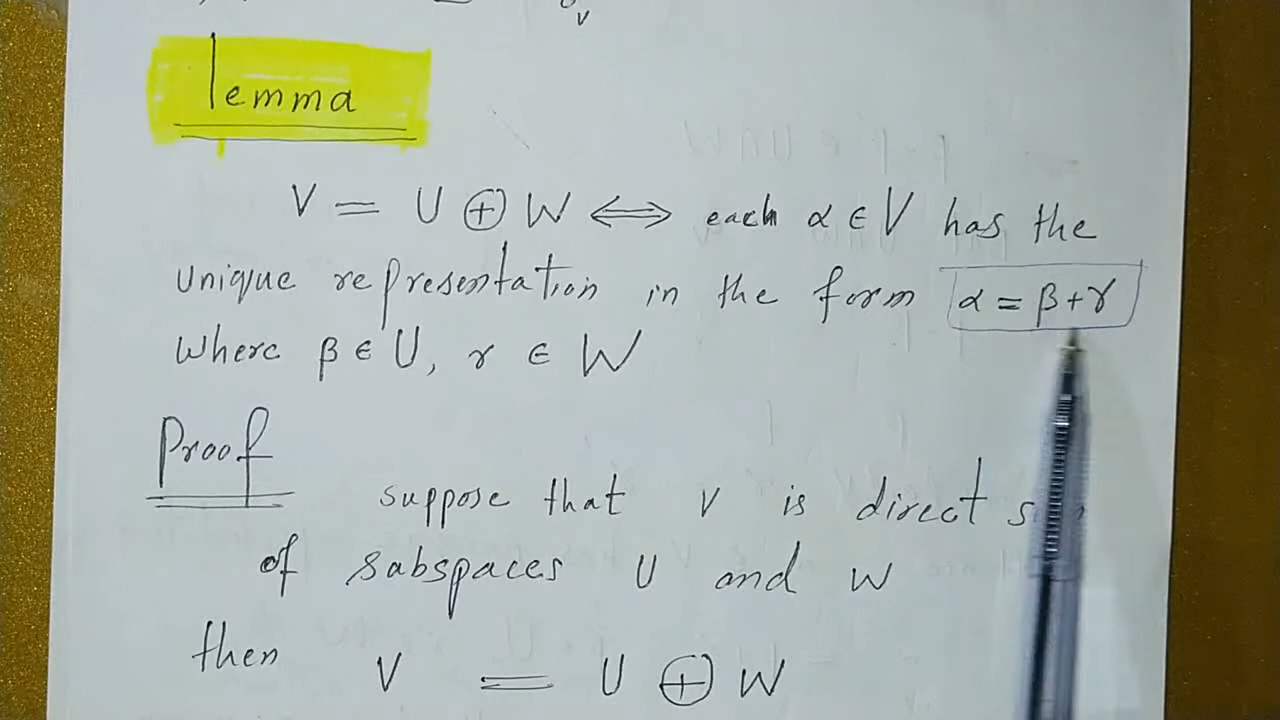 lemma
V = U ⊕ W ⟺ each α ∈ V has the
unique representation in the form α = β + γ
where β ∈ U, γ ∈ W
Proof
suppose that V is direct
of subspaces U and W
then V = U ⊕ W